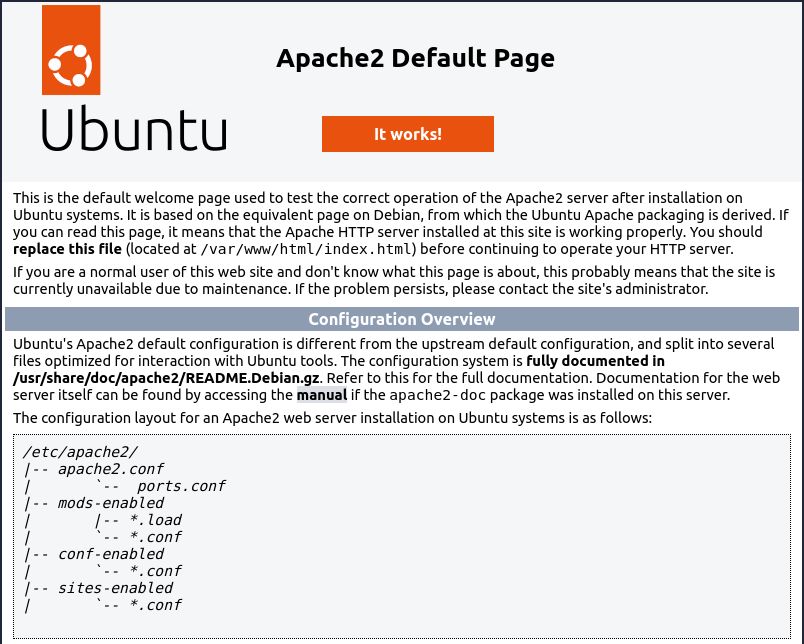 Apache2 Default Page
Ubuntu
It works!
This is the default welcome page used to test the correct operation of the Apache2 server after installation on
Ubuntu systems. It is based on the equivalent page on Debian, from which the Ubuntu Apache packaging is derived. If
you can read this page, it means that the Apache HTTP server installed at this site is working properly. You should
replace this file (located at /var/www/html/index.html) before continuing to operate your HTTP server.
If you are a normal user of this web site and don't know what this page is about, this probably means that the site is
currently unavailable due to maintenance. If the problem persists, please contact the site's administrator.
Configuration Overview
Ubuntu's Apache2 default configuration is different from the upstream default configuration, and split into several
files optimized for interaction with Ubuntu tools. The configuration system is fully documented in
/usr/share/doc/apache2/README.Debian.gz. Refer to this for the full documentation. Documentation for the web
server itself can be found by accessing the manual if the apache2-doc package was installed on this server.
The configuration layout for an Apache2 web server installation on Ubuntu systems is as follows:
/etc/apache2/
|-- apache2.conf
|       `--  ports.conf
|-- mods-enabled
|       |-- *.load
|       `-- *.conf
|-- conf-enabled
|       `-- *.conf
|-- sites-enabled
|       `-- *.conf